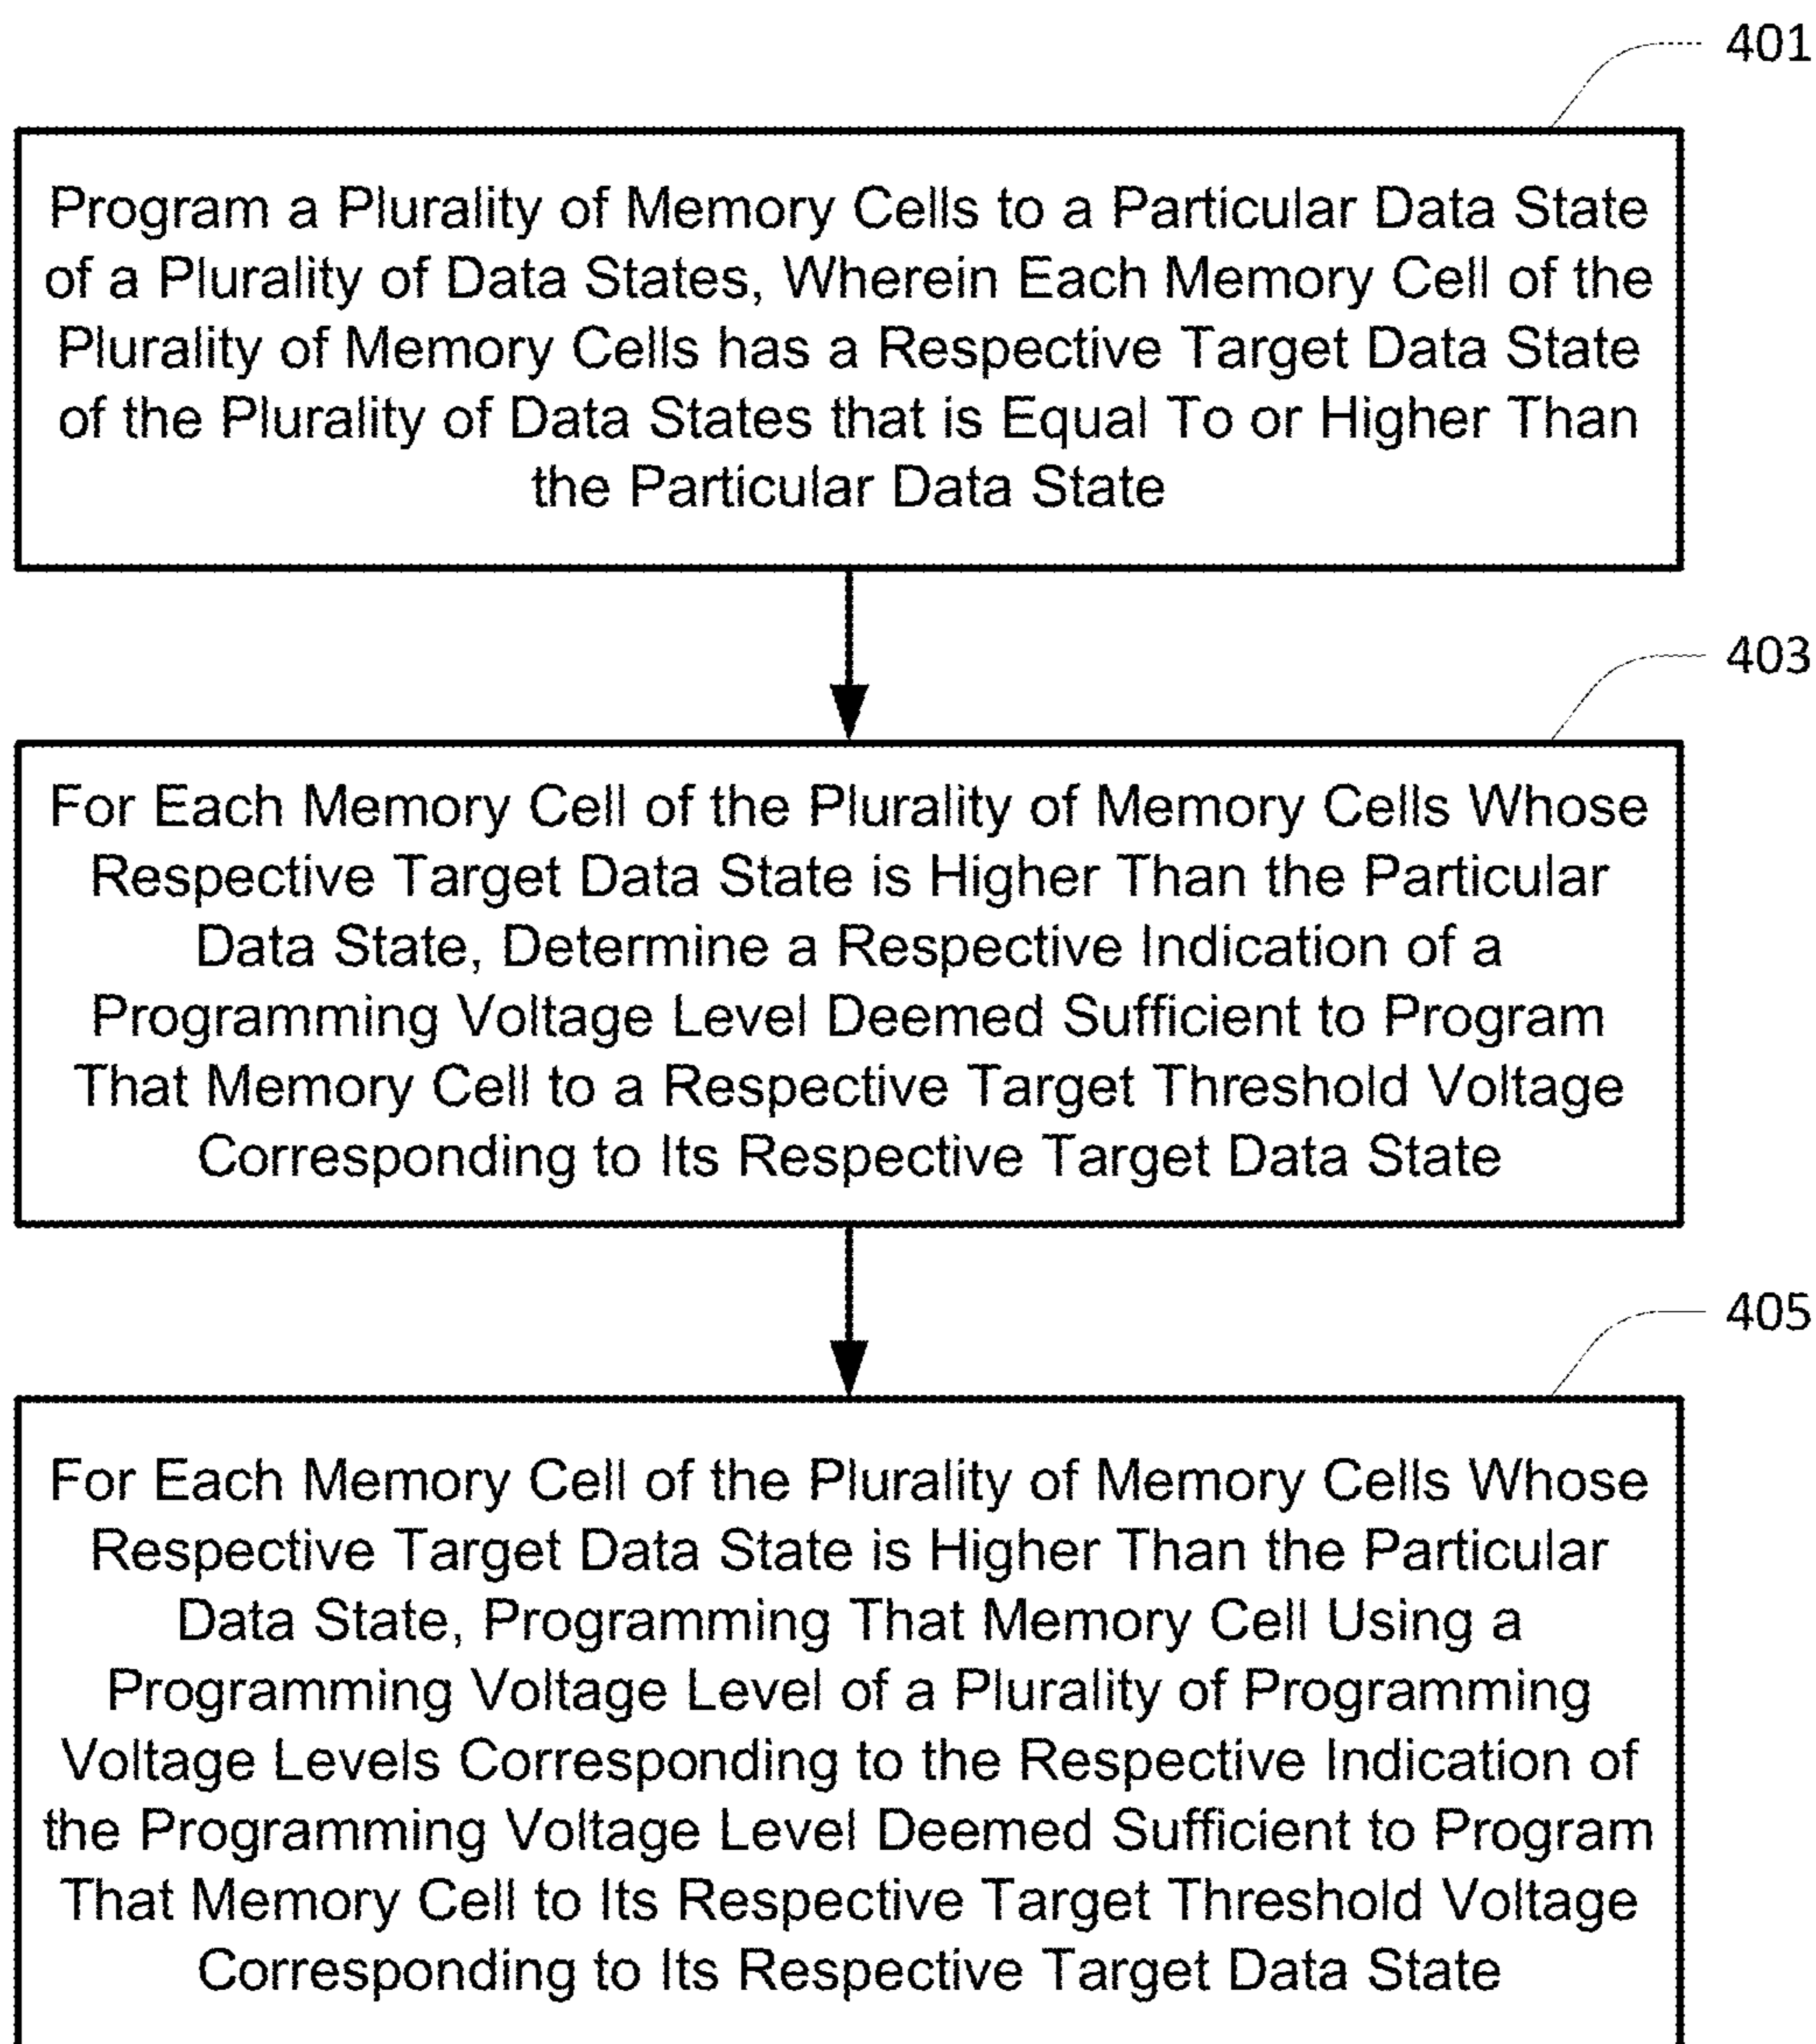 401
Program a Plurality of Memory Cells to a Particular Data State
of a Plurality of Data States, Wherein Each Memory Cell of the
Plurality of Memory Cells has a Respective Target Data State
of the Plurality of Data States that is Equal To or Higher Than
the Particular Data State
403
For Each Memory Cell of the Plurality of Memory Cells Whose
Respective Target Data State is Higher Than the Particular
Data State, Determine a Respective Indication of a
Programming Voltage Level Deemed Sufficient to Program
That Memory Cell to a Respective Target Threshold Voltage
Corresponding to Its Respective Target Data State
405
For Each Memory Cell of the Plurality of Memory Cells Whose
Respective Target Data State is Higher Than the Particular
Data State, Programming That Memory Cell Using a
Programming Voltage Level of a Plurality of Programming
Voltage Levels Corresponding to the Respective Indication of
the Programming Voltage Level Deemed Sufficient to Program
That Memory Cell to Its Respective Target Threshold Voltage
Corresponding to Its Respective Target Data State